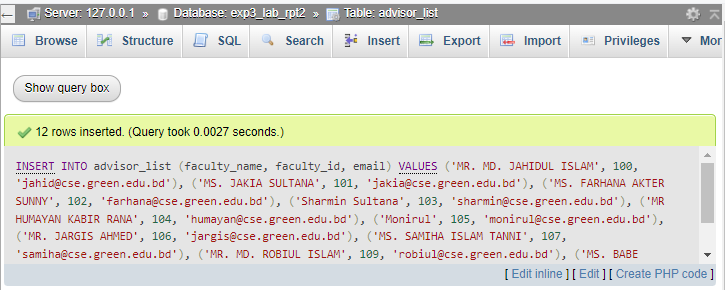 Server: 127.0.0.1 » Database: exp3_lab_rpt2 » Table: advisor_list
Browse Structure SQL Search Insert Export Import Privileges Mor
Show query box
12 rows inserted. (Query took 0.0027 seconds.)
INSERT INTO advisor_list (faculty_name, faculty_id, email) VALUES ('MR. MD. JAHIDUL ISLAM', 100,
'jahid@cse.green.edu.bd'), ('MS. JAKIA SULTANA', 101, 'jakia@cse.green.edu.bd'), ('MS. FARHANA AKTER
SUNNY', 102, 'farhana@cse.green.edu.bd'), ('Sharmin Sultana', 103, 'sharmin@cse.green.edu.bd'), ('MR
HUMAYAN KABIR RANA', 104, 'humayan@cse.green.edu.bd'), ('Monirul', 105, 'monirul@cse.green.edu.bd'),
('MR. JARGIS AHMED', 106, 'jargis@cse.green.edu.bd'), ('MS. SAMIHA ISLAM TANNI', 107,
'samiha@cse.green.edu.bd'), ('MR. MD. ROBIUL ISLAM', 109, 'robiul@cse.green.edu.bd'), ('MS. BABE
[ Edit inline ] [ Edit ] [ Create PHP code ]